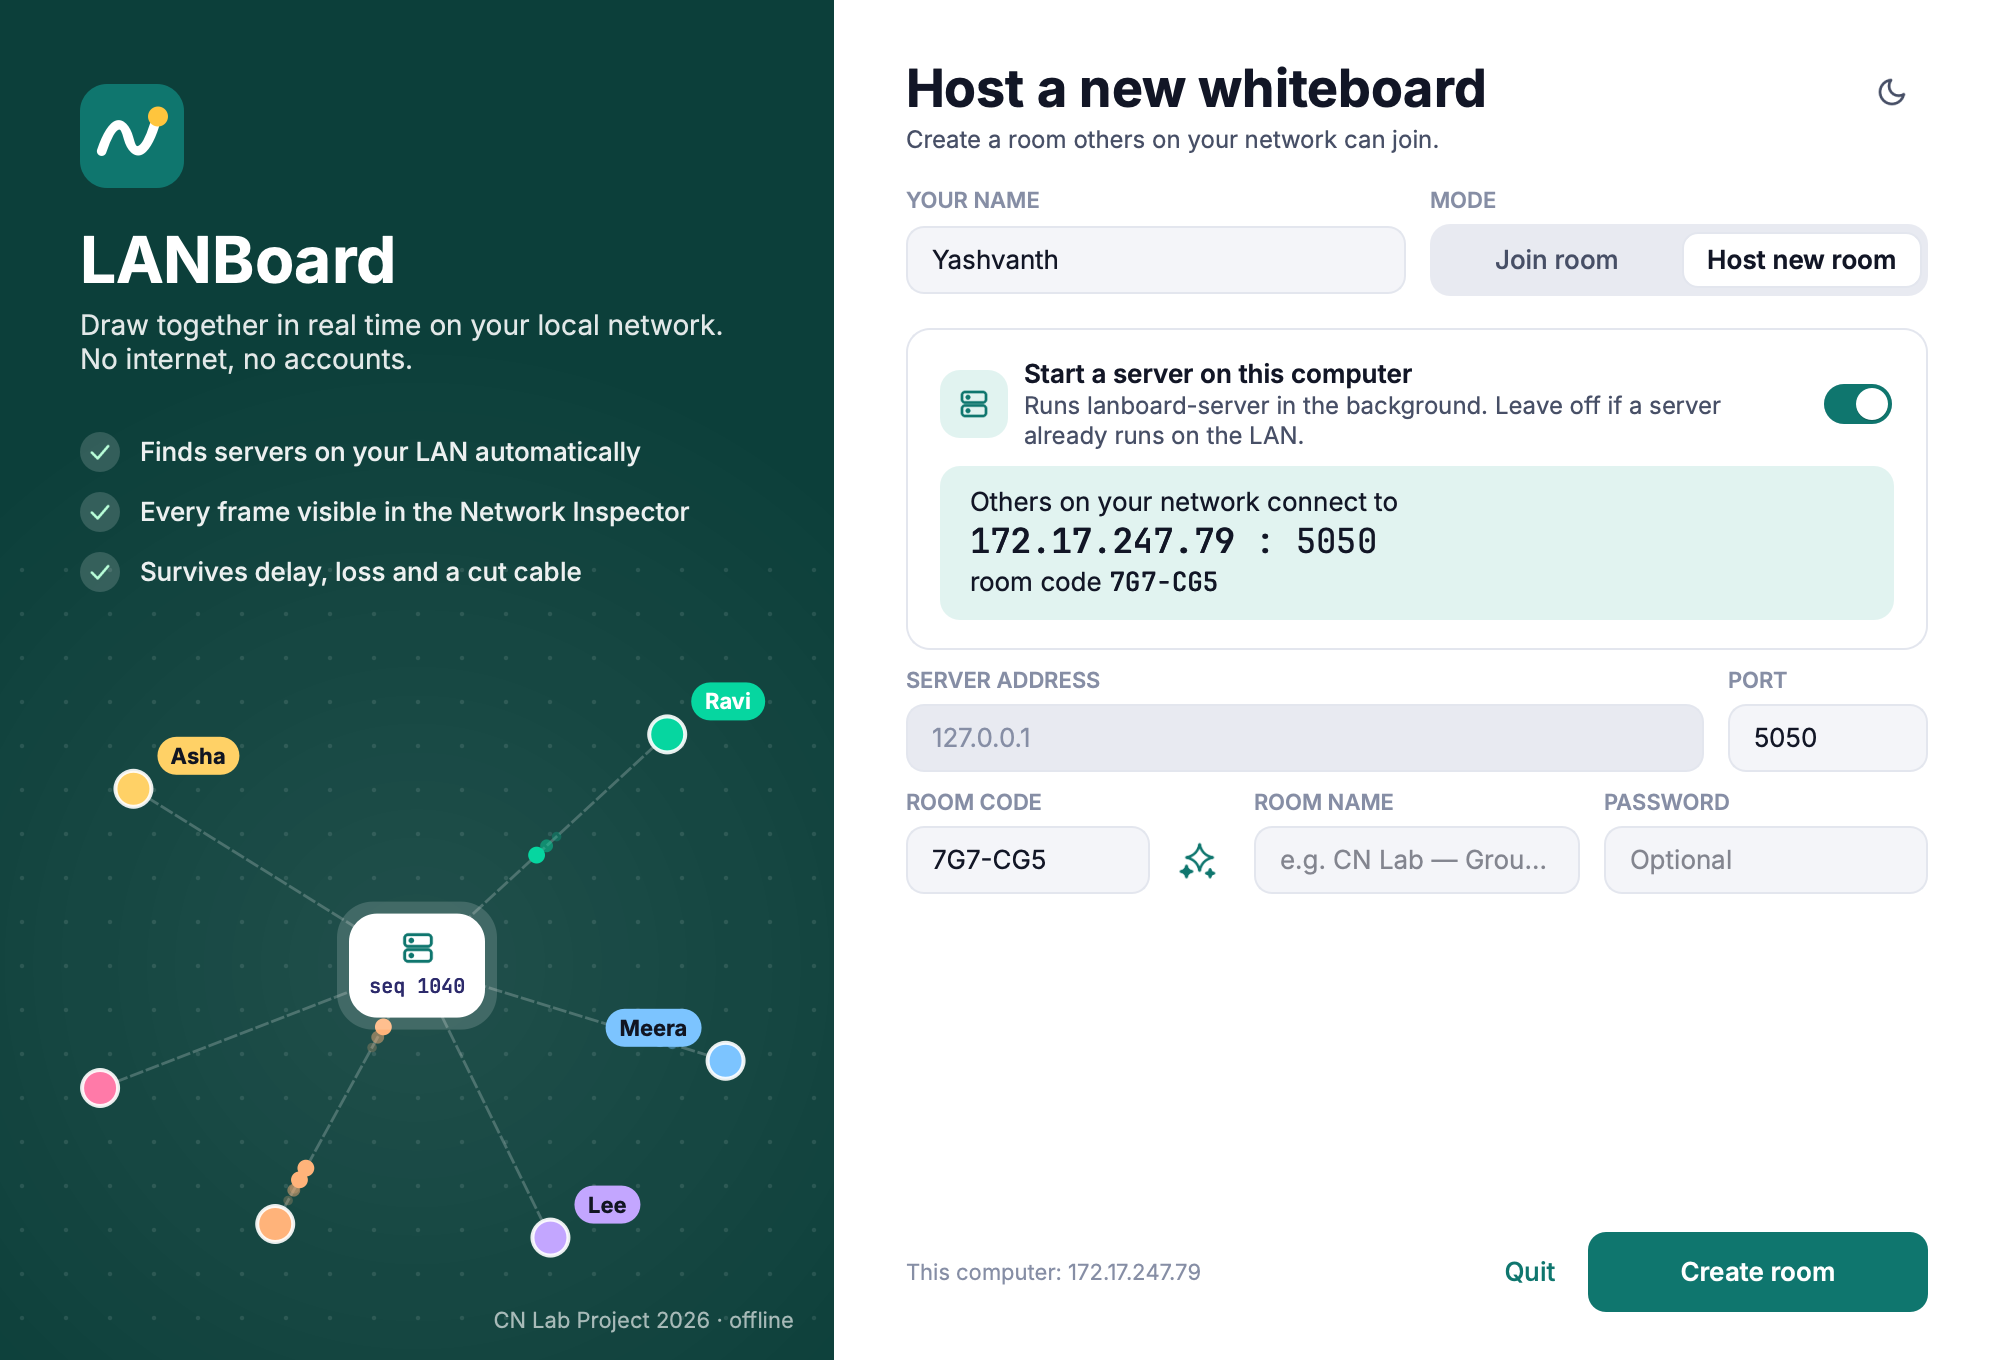 LANBoard
Draw together in real time on your local network.
No internet, no accounts.
Finds servers on your LAN automatically
Every frame visible in the Network Inspector
Survives delay, loss and a cut cable
Ravi
Asha
seq 1040
Meera
Lee
CN Lab Project 2026 · offline
Host a new whiteboard
Create a room others on your network can join.
YOUR NAME
MODE
Yashvanth
Join room
Host new room
Start a server on this computer
Runs lanboard-server in the background. Leave off if a server
already runs on the LAN.
Others on your network connect to
172.17.247.79 : 5050
room code 7G7-CG5
SERVER ADDRESS
PORT
127.0.0.1
5050
ROOM CODE
ROOM NAME
PASSWORD
7G7-CG5
e.g. CN Lab — Grou...
Optional
This computer: 172.17.247.79
Quit
Create room